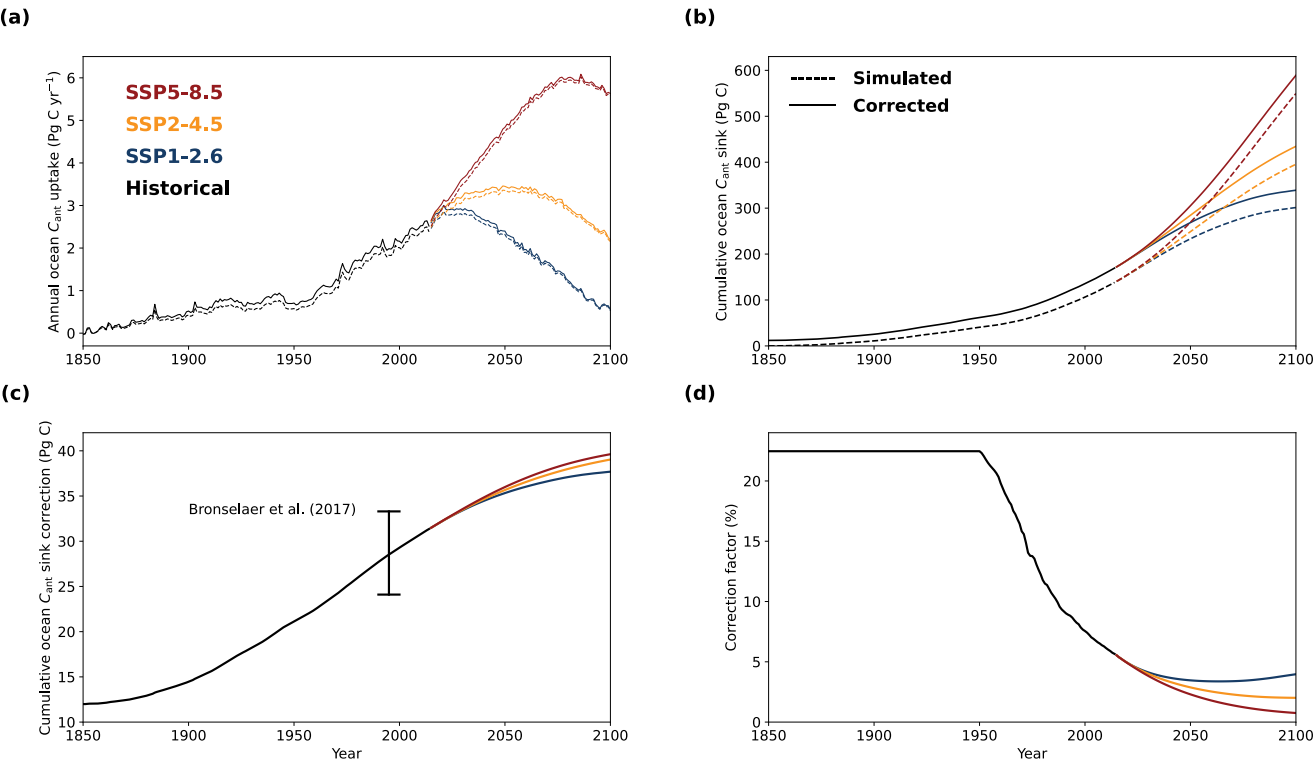 (a)
Annual ocean Cant uptake (Pg C yr−1)
6
5
4
3
2
1
0
SSP5-8.5
SSP2-4.5
SSP1-2.6
Historical
1850
1900
1950
2000
2050
2100
(b)
Cumulative ocean Cant sink (Pg C)
600
500
400
300
200
100
0
Simulated
Corrected
1850
1900
1950
2000
2050
2100
(c)
Cumulative ocean Cant sink correction (Pg C)
40
35
30
25
20
15
10
Bronselaer et al. (2017)
1850
1900
1950
2000
2050
2100
Year
(d)
Correction factor (%)
20
15
10
5
0
1850
1900
1950
2000
2050
2100
Year